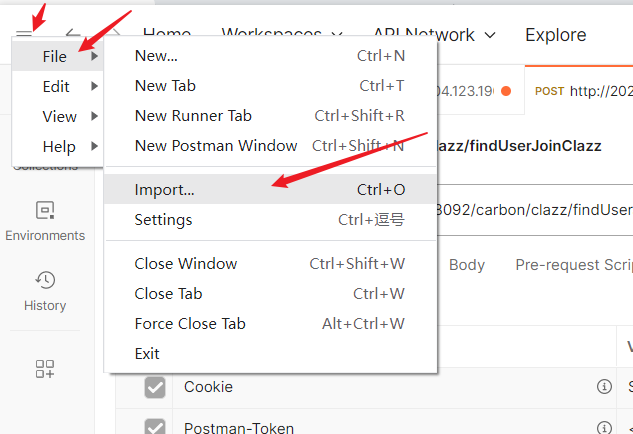 Home Workspaces API Network Explore
File
Edit
View
Help
New... Ctrl+N
New Tab Ctrl+T
New Runner Tab Ctrl+Shift+R
New Postman Window Ctrl+Shift+N
Import... Ctrl+O
Settings Ctrl+逗号
Close Window Ctrl+Shift+W
Close Tab Ctrl+W
Force Close Tab Alt+Ctrl+W
Exit
04.123.19
POST http://202
Collections
Environments
History
azz/findUserJoinClazz
8092/carbon/clazz/findUser
Body Pre-request Scrip
Cookie
Postman-Token